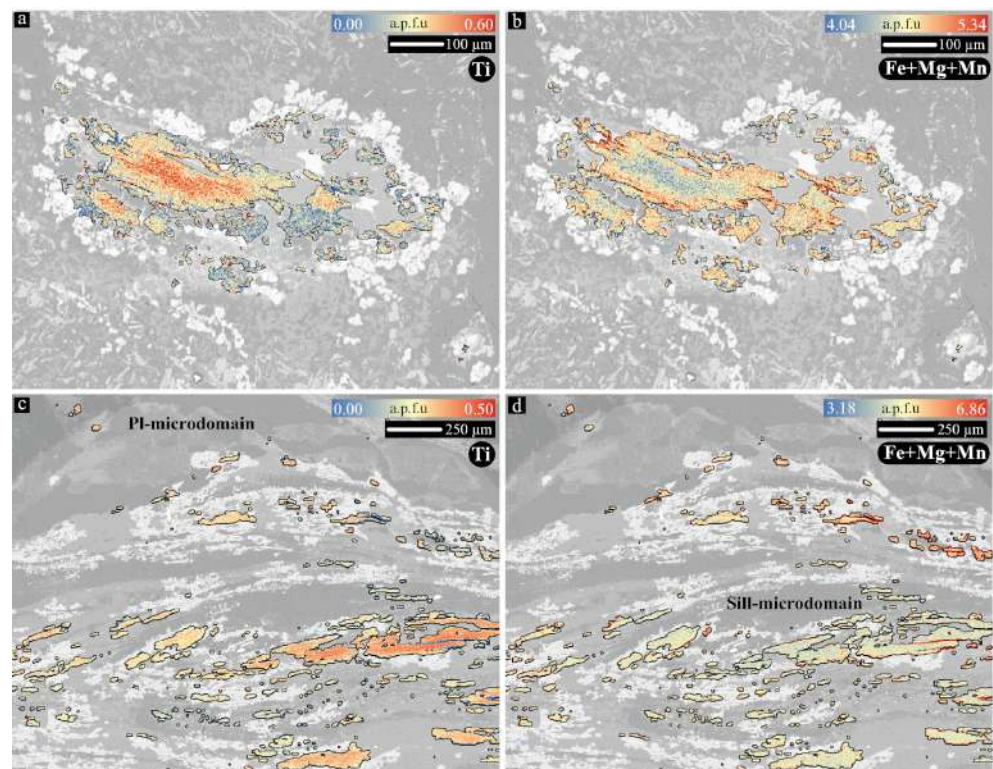 a
0.00 a.p.f.u 0.60
100 µm
Ti
b
4.04 a.p.f.u 5.34
100 µm
Fe+Mg+Mn
c
0.00 a.p.f.u 0.50
250 µm
Ti
Pl-microdomain
d
3.18 a.p.f.u 6.86
250 µm
Fe+Mg+Mn
Sill-microdomain